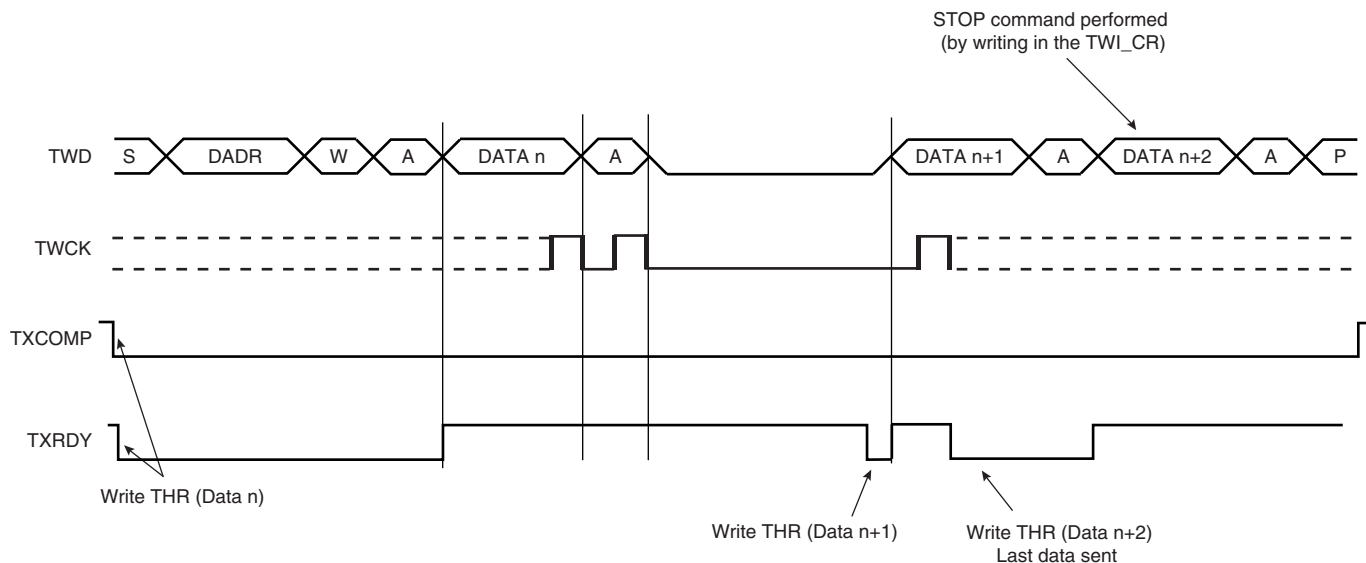 STOP command performed
(by writing in the TWI_CR)
TWD S DADR W A DATA n A DATA n+1 A DATA n+2 A P
TWCK
TXCOMP
TXRDY
Write THR (Data n)
Write THR (Data n+1)
Write THR (Data n+2)
Last data sent